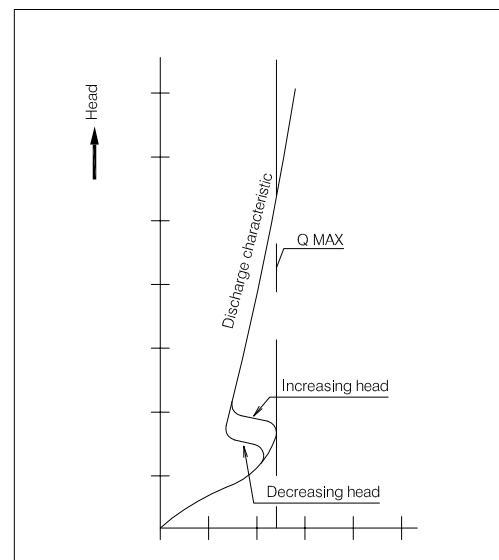 Head
Discharge characteristic
Q MAX
Increasing head
Decreasing head